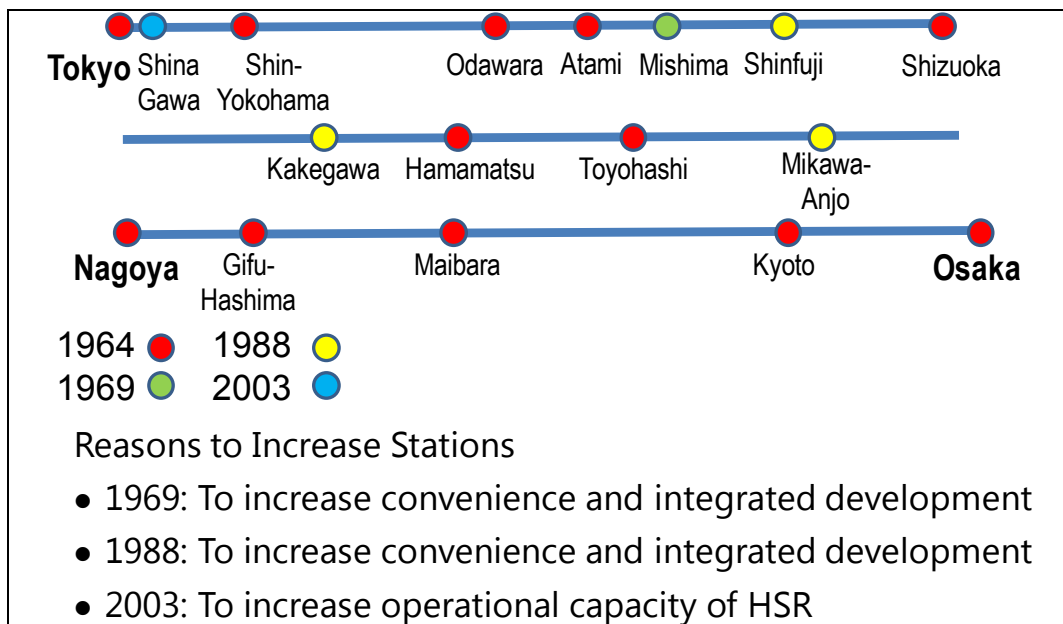 Tokyo Shina Gawa Shin-Yokohama Odawara Atami Mishima Shinfuji Shizuoka
Kakegawa Hamamatsu Toyohashi Mikawa-Anjo
Nagoya Gifu-Hashima Maibara Kyoto Osaka
1964 1988
1969 2003
Reasons to Increase Stations
• 1969: To increase convenience and integrated development
• 1988: To increase convenience and integrated development
• 2003: To increase operational capacity of HSR